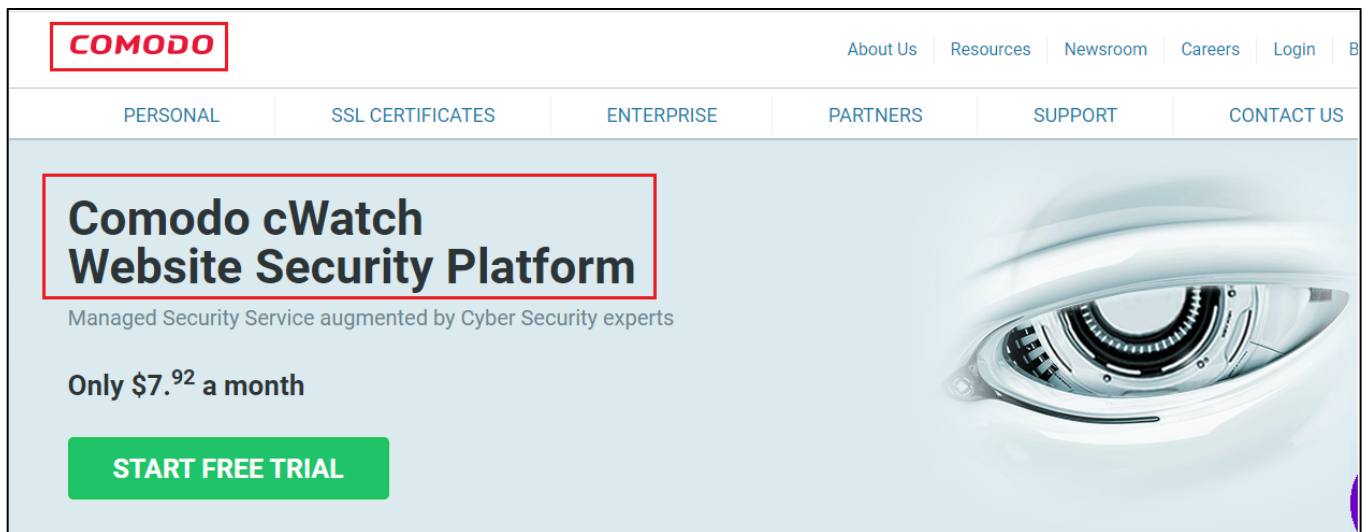 COMODO
About Us Resources Newsroom Careers Login B
PERSONAL SSL CERTIFICATES ENTERPRISE PARTNERS SUPPORT CONTACT US
Comodo cWatch
Website Security Platform
Managed Security Service augmented by Cyber Security experts
Only $7.92 a month
START FREE TRIAL